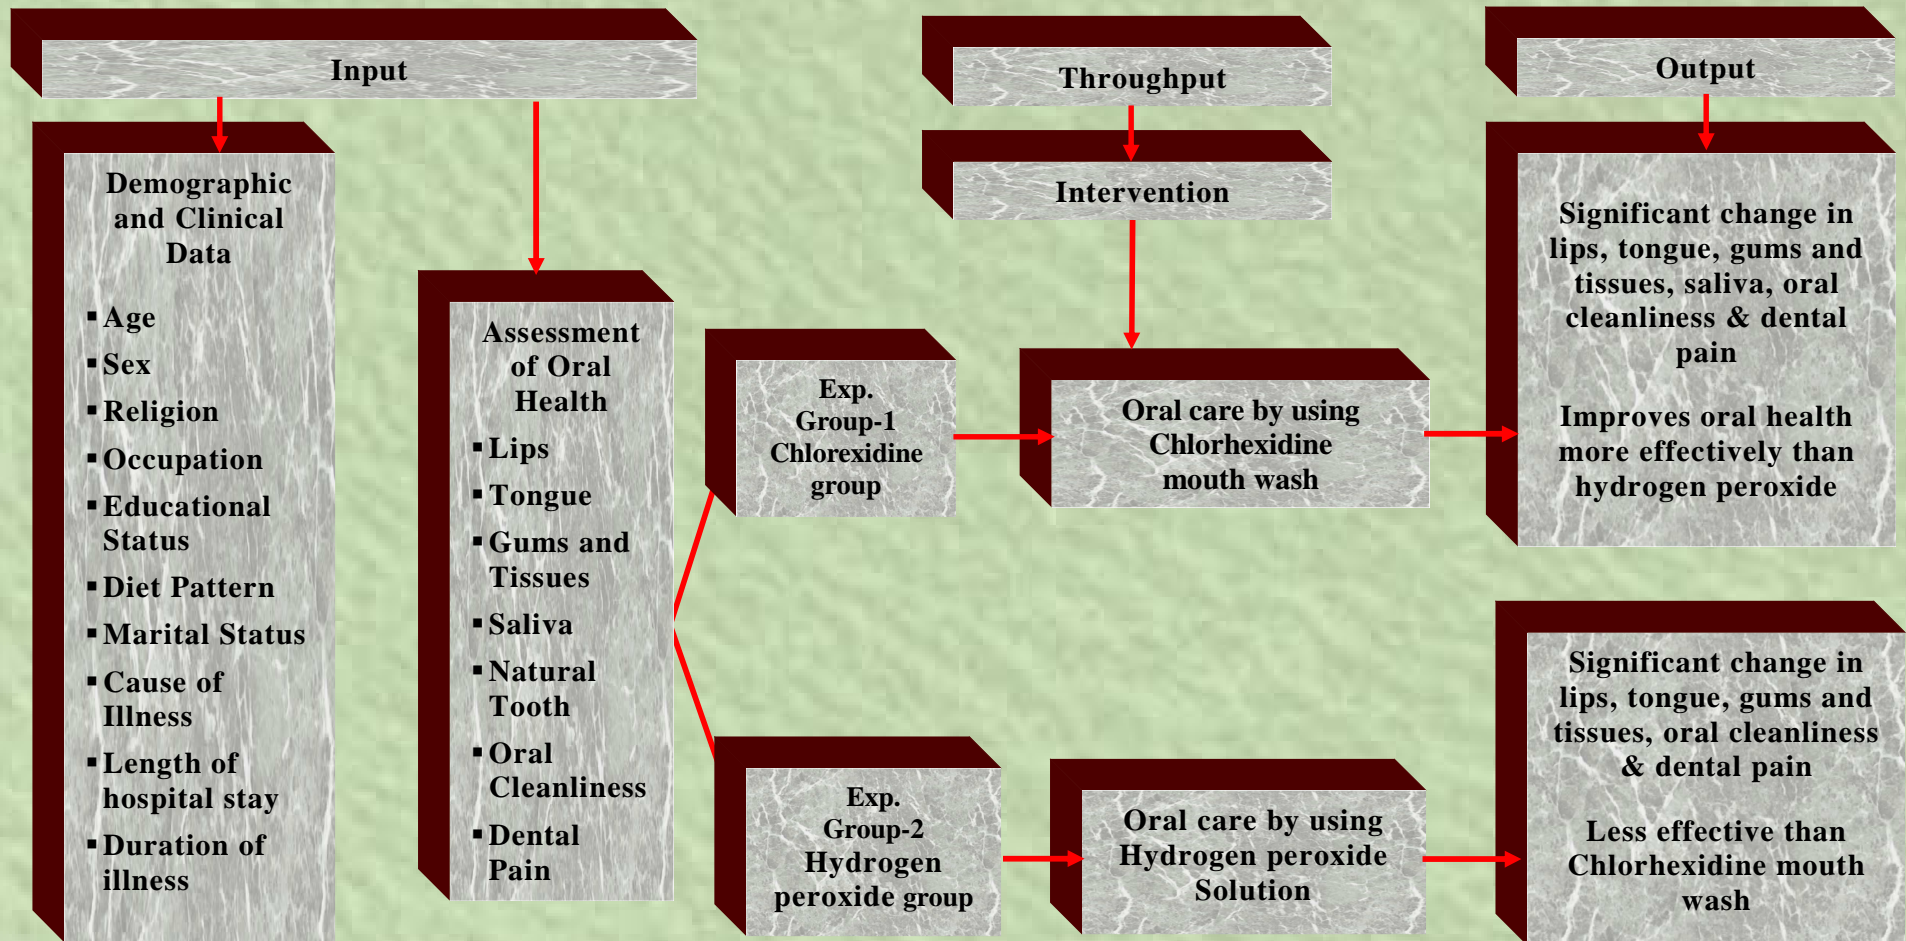 Input
Demographic
and Clinical
Data
▪ Age
▪ Sex
▪ Religion
▪ Occupation
▪ Educational
Status
▪ Diet Pattern
▪ Marital Status
▪ Cause of
Illness
▪ Length of
hospital stay
▪ Duration of
illness
Assessment
of Oral
Health
▪ Lips
▪ Tongue
▪ Gums and
Tissues
▪ Saliva
▪ Natural
Tooth
▪ Oral
Cleanliness
▪ Dental
Pain
Exp.
Group-1
Chlorexidine
group
Exp.
Group-2
Hydrogen
peroxide group
Throughput
Intervention
Oral care by using
Chlorhexidine
mouth wash
Oral care by using
Hydrogen peroxide
Solution
Output
Significant change in
lips, tongue, gums and
tissues, saliva, oral
cleanliness & dental
pain
Improves oral health
more effectively than
hydrogen peroxide
Significant change in
lips, tongue, gums and
tissues, oral cleanliness
& dental pain
Less effective than
Chlorhexidine mouth
wash